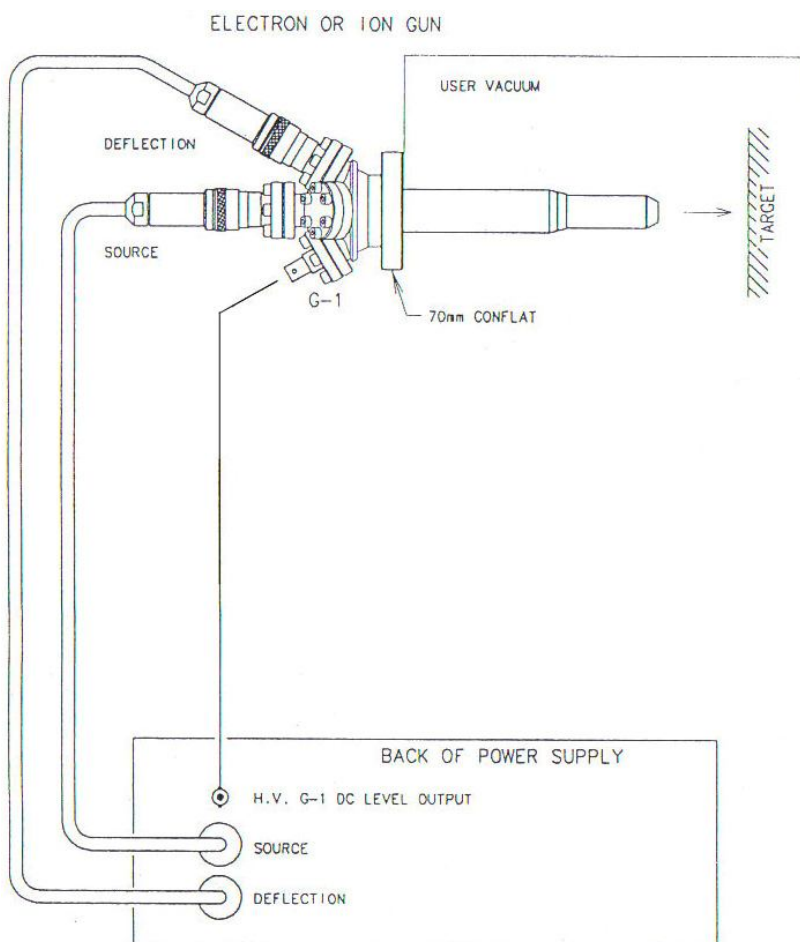 ELECTRON OR ION GUN
USER VACUUM
DEFLECTION
TARGET
SOURCE
G-1
70mm CONFLAT
BACK OF POWER SUPPLY
H.V. G-1 DC LEVEL OUTPUT
SOURCE
DEFLECTION